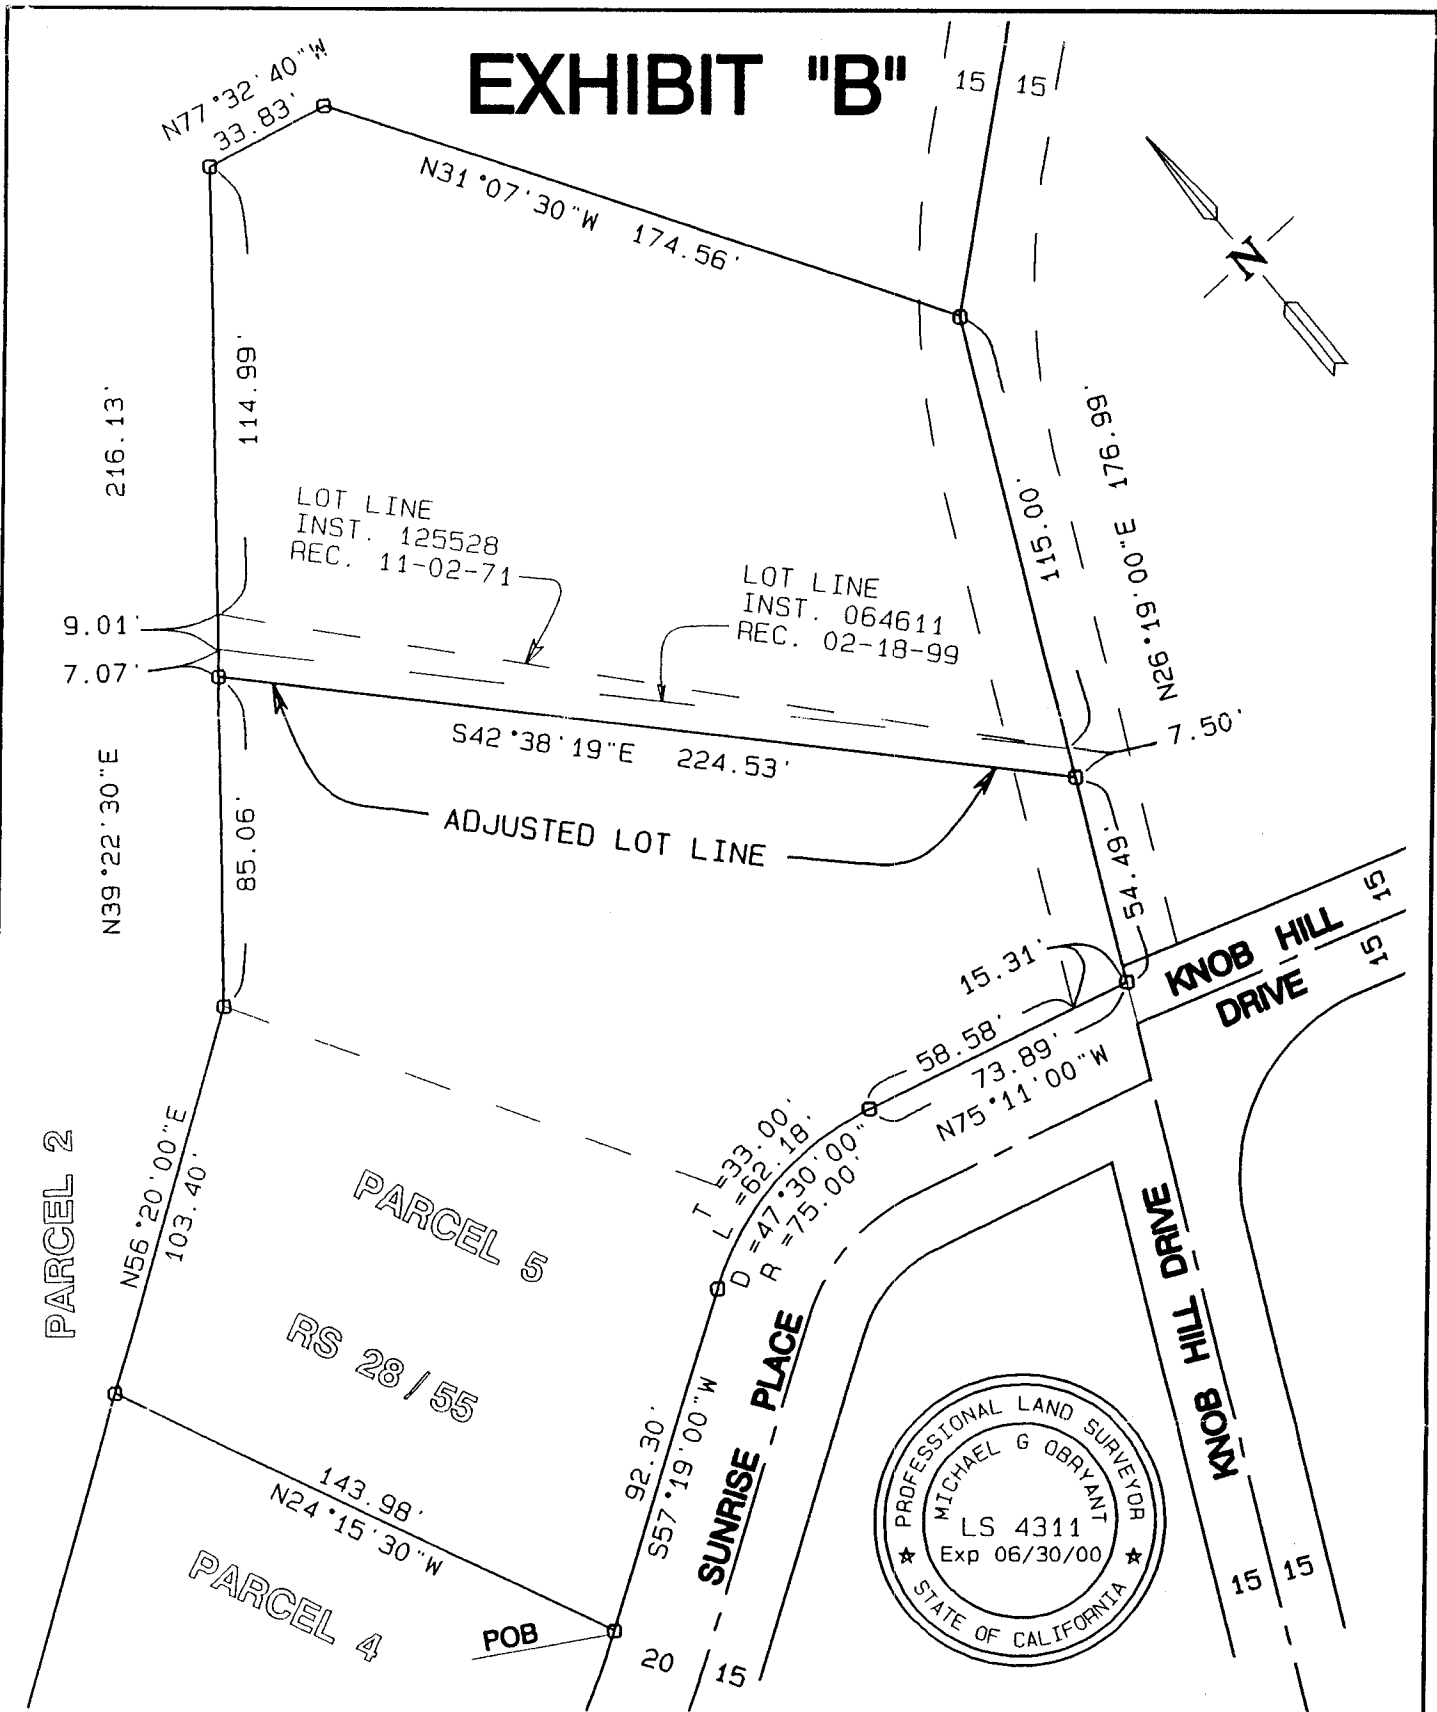 EXHIBIT "B"
15 15
N77°32'40"W
33.83'
N31°07'30"W 174.56'
N
114.99'
216.13'
LOT LINE
INST. 125528
REC. 11-02-71
LOT LINE
INST. 064611
REC. 02-18-99
115.00'
N26°19'00"E 176.99'
9.01'
7.07'
7.50'
S42°38'19"E 224.53'
ADJUSTED LOT LINE
N39°22'30"E
85.06'
54.49'
15.31'
KNOB HILL
DRIVE
15
15
58.58'
73.89'
N75°11'00"W
T =33.00'
L =62.18'
D =47°30'00"
R =75.00'
PARCEL 2
N56°20'00"E
103.40'
PARCEL 5
RS 28/55
SUNRISE PLACE
KNOB HILL DRIVE
92.30'
S57°19'00"W
143.98'
N24°15'30"W
PARCEL 4
POB
20 15
PROFESSIONAL LAND SURVEYOR
MICHAEL G OBRYANT
LS 4311
Exp 06/30/00
STATE OF CALIFORNIA
15 15